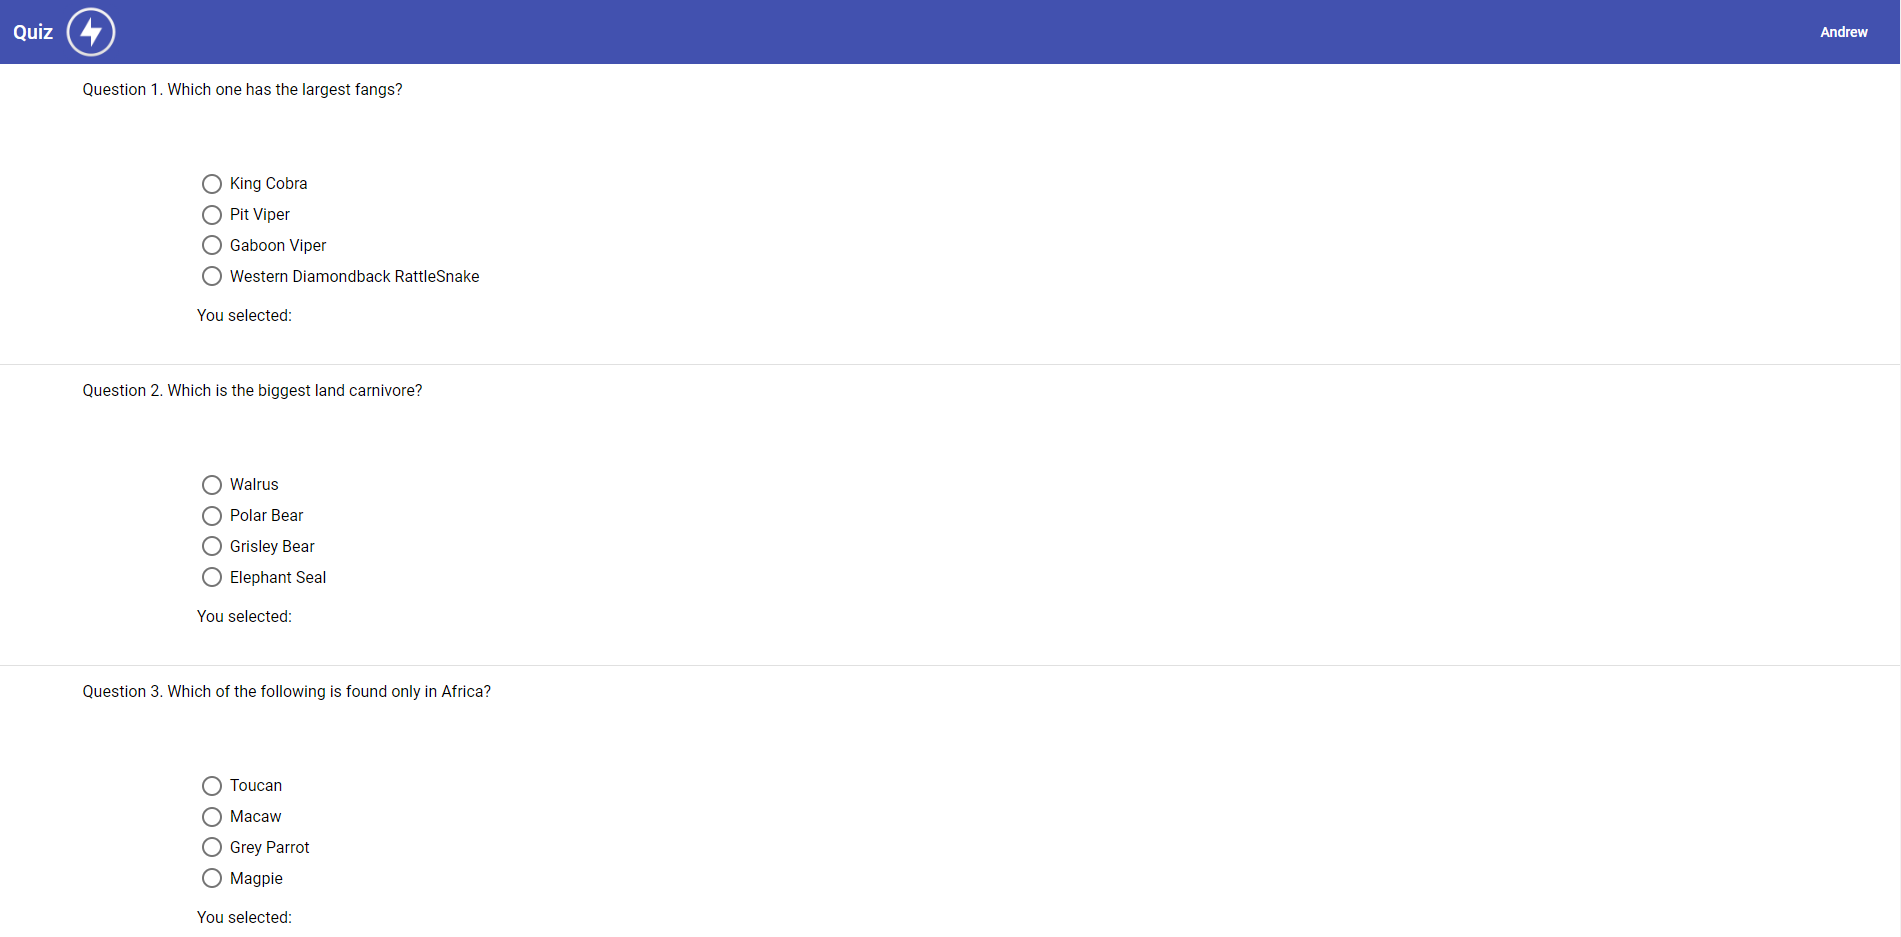 Quiz
Andrew
Question 1. Which one has the largest fangs?
King Cobra
Pit Viper
Gaboon Viper
Western Diamondback RattleSnake
You selected:
Question 2. Which is the biggest land carnivore?
Walrus
Polar Bear
Grisley Bear
Elephant Seal
You selected:
Question 3. Which of the following is found only in Africa?
Toucan
Macaw
Grey Parrot
Magpie
You selected: